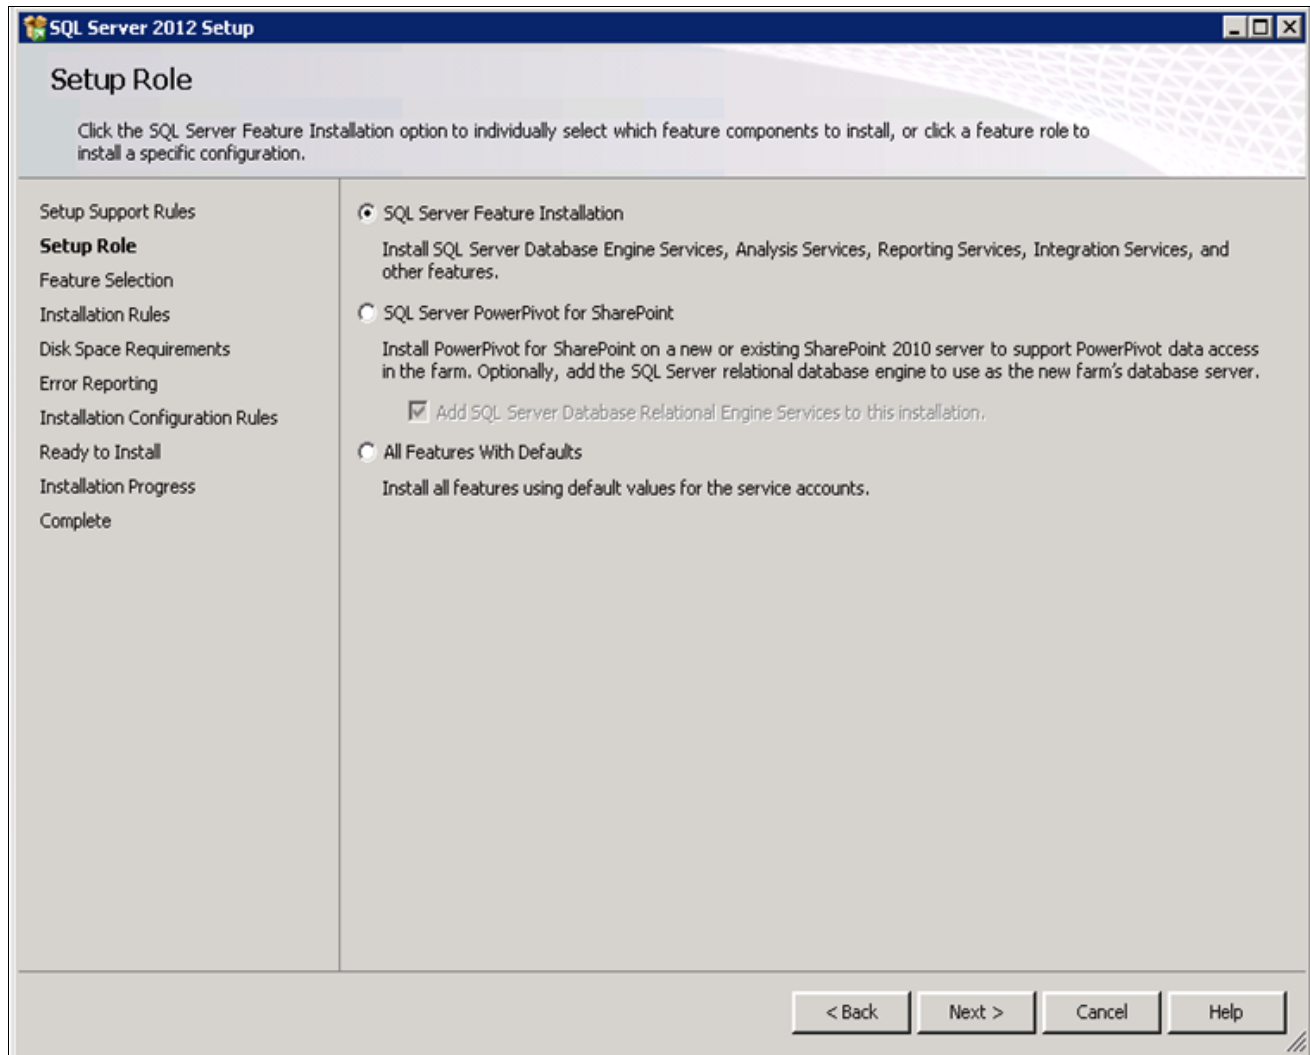 SQL Server 2012 Setup
Setup Role
Click the SQL Server Feature Installation option to individually select which feature components to install, or click a feature role to
install a specific configuration.
Setup Support Rules
Setup Role
Feature Selection
Installation Rules
Disk Space Requirements
Error Reporting
Installation Configuration Rules
Ready to Install
Installation Progress
Complete
SQL Server Feature Installation
Install SQL Server Database Engine Services, Analysis Services, Reporting Services, Integration Services, and
other features.
SQL Server PowerPivot for SharePoint
Install PowerPivot for SharePoint on a new or existing SharePoint 2010 server to support PowerPivot data access
in the farm. Optionally, add the SQL Server relational database engine to use as the new farm's database server.
Add SQL Server Database Relational Engine Services to this installation.
All Features With Defaults
Install all features using default values for the service accounts.
< Back
Next >
Cancel
Help